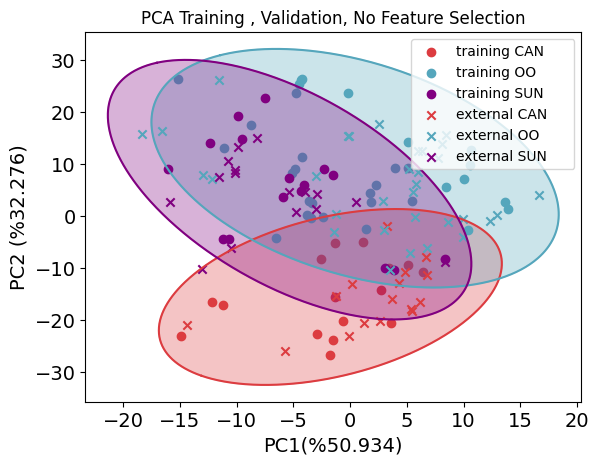 PCA Training , Validation, No Feature Selection
training CAN
training OO
training SUN
external CAN
external OO
external SUN
PC2 (%32.276)
30
20
10
0
−10
−20
−30
−20 −15 −10 −5 0 5 10 15 20
PC1(%50.934)